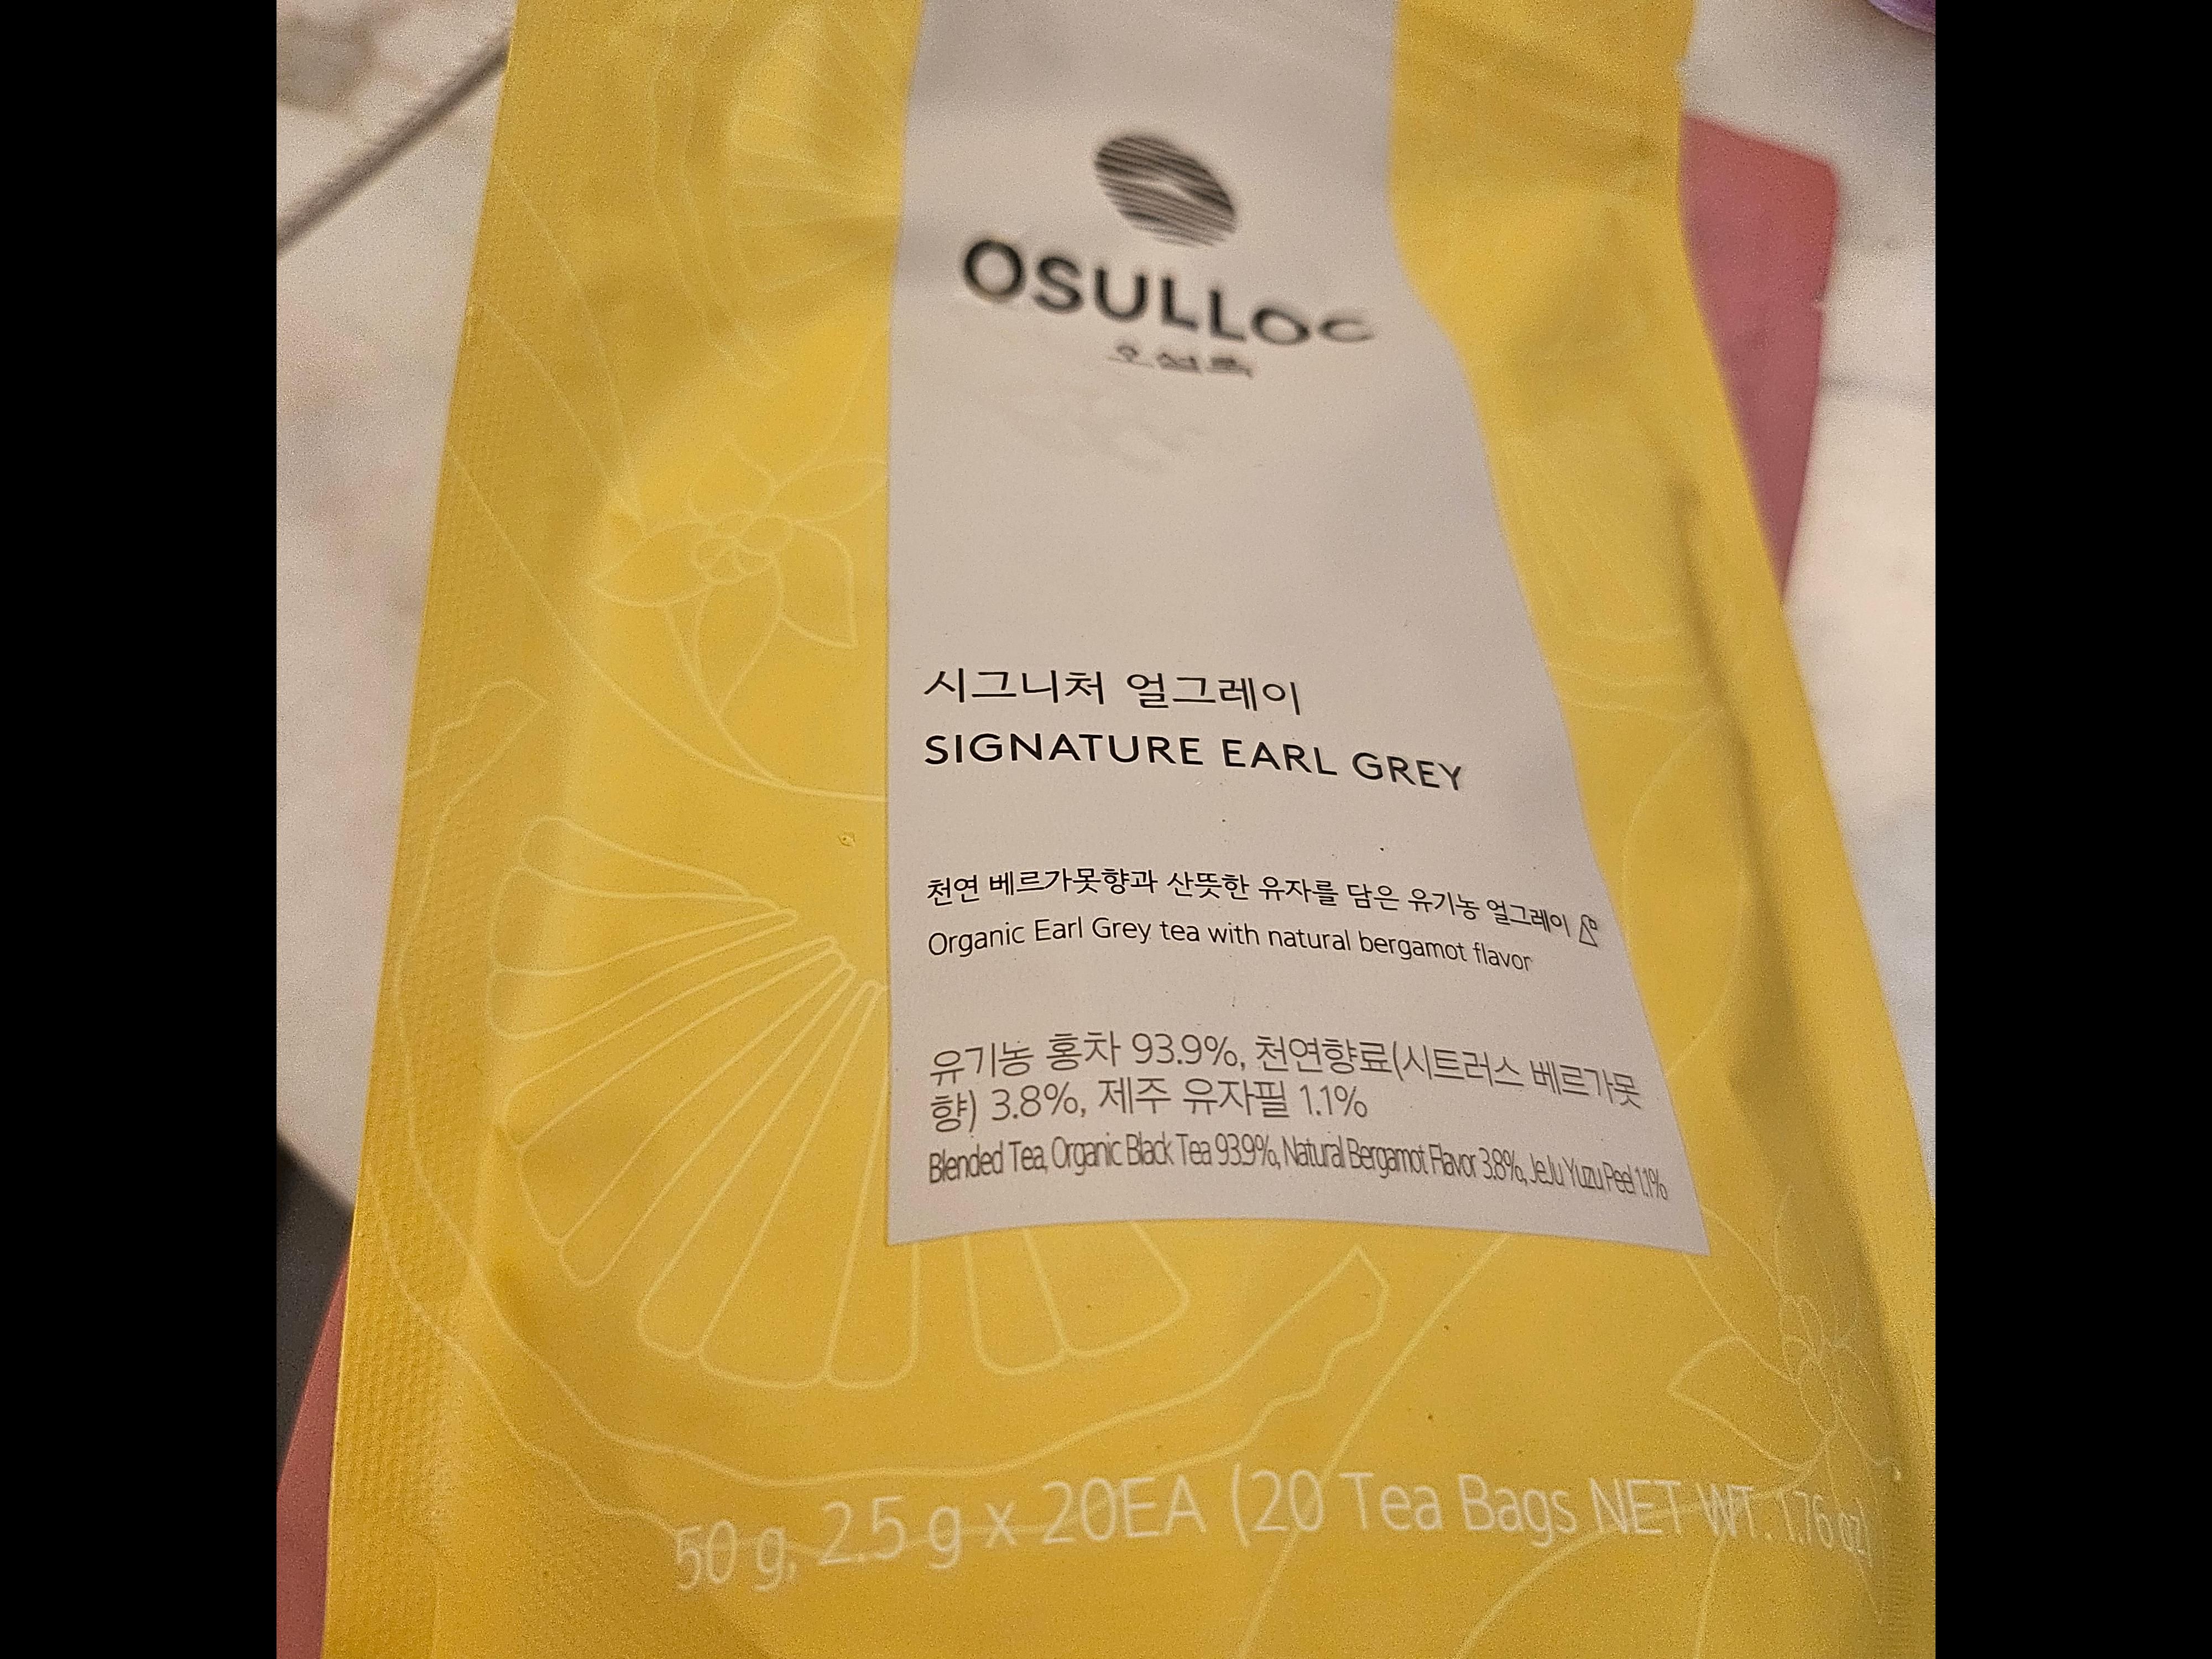 OSULLOC
오설록
시그니처 얼그레이
SIGNATURE EARL GREY
천연 베르가못향과 산뜻한 유자를 담은 유기농 얼그레이
Organic Earl Grey tea with natural bergamot flavor
유기농 홍차 93.9%, 천연향료(시트러스 베르가못
향) 3.8%, 제주 유자필 1.1%
Blended Tea, Organic Black Tea 93.9%, Natural Bergamot Flavor 3.8%, JeJu Yuzu Peel 1.1%
50 g, 2.5 g x 20EA (20 Tea Bags NET WT. 1.76 oz)